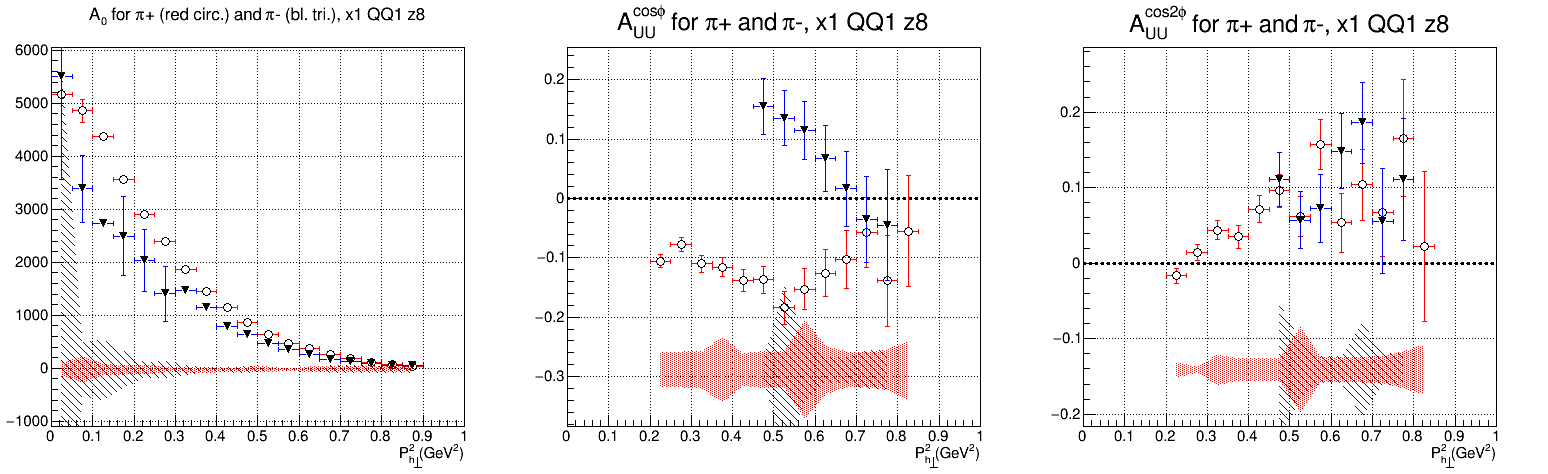 A0 for π+ (red circ.) and π- (bl. tri.), x1 QQ1 z8
6000
5000
4000
3000
2000
1000
0
−1000
0 0.1 0.2 0.3 0.4 0.5 0.6 0.7 0.8 0.9 1
P²h⊥(GeV²)
A^cosϕ_UU for π+ and π-, x1 QQ1 z8
0.2
0.1
0
−0.1
−0.2
−0.3
0 0.1 0.2 0.3 0.4 0.5 0.6 0.7 0.8 0.9 1
P²h⊥(GeV²)
A^cos2ϕ_UU for π+ and π-, x1 QQ1 z8
0.2
0.1
0
−0.1
−0.2
0 0.1 0.2 0.3 0.4 0.5 0.6 0.7 0.8 0.9 1
P²h⊥(GeV²)